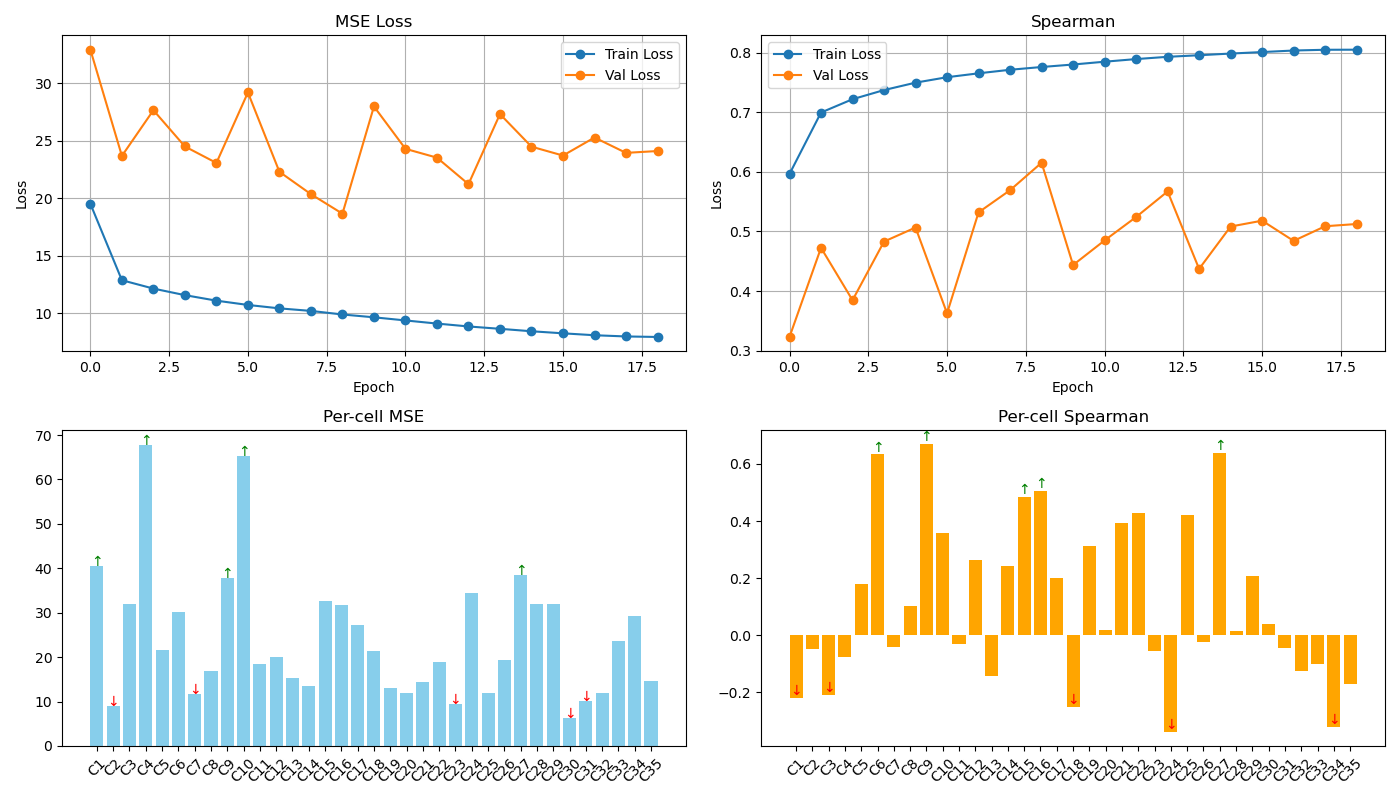 MSE Loss
Train Loss
Val Loss
30
25
20
15
10
Loss
0.0 2.5 5.0 7.5 10.0 12.5 15.0 17.5
Epoch
Spearman
Train Loss
Val Loss
0.8
0.7
0.6
0.5
0.4
0.3
Loss
0.0 2.5 5.0 7.5 10.0 12.5 15.0 17.5
Epoch
Per-cell MSE
70
60
50
40
30
20
10
0
↑ ↓ ↑ ↓ ↑ ↑ ↓ ↑ ↓ ↓
C1 C2 C3 C4 C5 C6 C7 C8 C9 C10 C11 C12 C13 C14 C15 C16 C17 C18 C19 C20 C21 C22 C23 C24 C25 C26 C27 C28 C29 C30 C31 C32 C33 C34 C35
Per-cell Spearman
0.6
0.4
0.2
0.0
−0.2
↓ ↓ ↑ ↑ ↑ ↑ ↓ ↓ ↑ ↓
C1 C2 C3 C4 C5 C6 C7 C8 C9 C10 C11 C12 C13 C14 C15 C16 C17 C18 C19 C20 C21 C22 C23 C24 C25 C26 C27 C28 C29 C30 C31 C32 C33 C34 C35